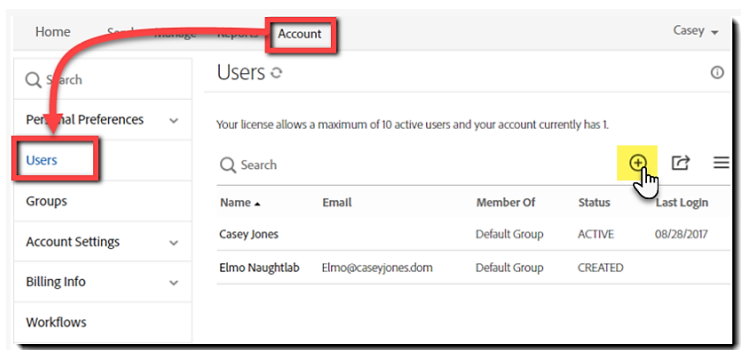 Home Manage Reports Account Casey
Search
Users
Personal Preferences
Your license allows a maximum of 10 active users and your account currently has 1.
Users
Search
Groups
Name Email Member Of Status Last Login
Account Settings
Casey Jones Default Group ACTIVE 08/28/2017
Elmo Naughtlab Elmo@caseyjones.dom Default Group CREATED
Billing Info
Workflows